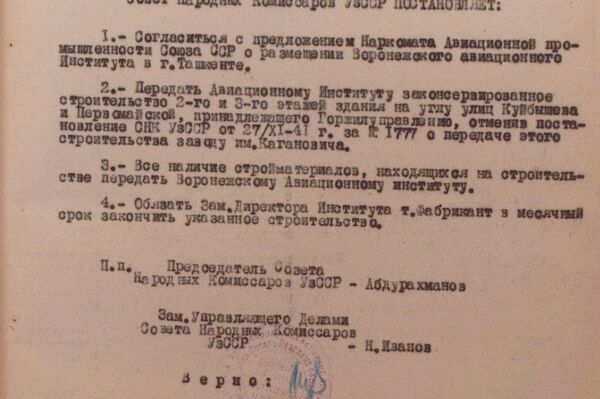 Совет Народных Комиссаров УзССР ПОСТАНОВЛЯЕТ:
1.- Согласиться с предложением Наркомата Авиационной про-
мышленности Союза ССР о размещении Воронежского авиационного
Института в г.Ташкенте.
2.- Передать Авиационному Институту законсервированное
строительство 2-го и 3-го этажей здания на углу улиц Куйбышева
и Первомайской, принадлежащего Горжилуправлению, отменив поста-
новление СНК УзССР от 27/XI-41 г. за № 1777 о передаче этого
строительства заводу им.Кагановича.
3.- Все наличие стройматериалов, находящихся на строитель-
стве передать Воронежскому Авиационному институту.
4.- Обязать Зам.Директора Института т.Фабрикант в месячный
срок закончить указанное строительство.
П.п. Председатель Совета
Народных Комиссаров УзССР - Абдурахманов
Зам.Управляющего Делами
Совета Народных Комиссаров
УзССР - Н.Иванов
Верно: